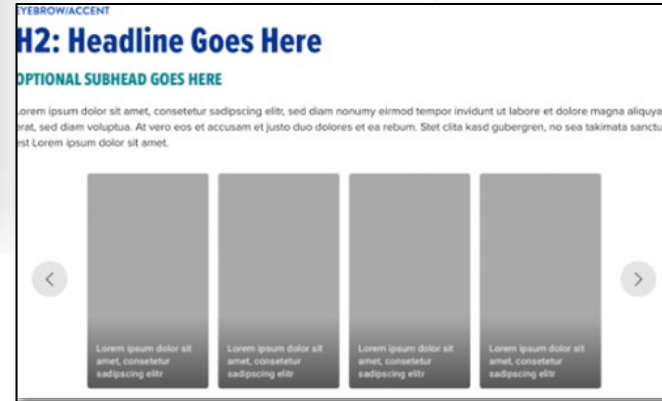 EYEBROW/ACCENT
H2: Headline Goes Here
OPTIONAL SUBHEAD GOES HERE
Lorem ipsum dolor sit amet, consetetur sadipscing elitr, sed diam nonumy eirmod tempor invidunt ut labore et dolore magna aliquya
erat, sed diam voluptua. At vero eos et accusam et justo duo dolores et ea rebum. Stet clita kasd gubergren, no sea takimata sanctu
est Lorem ipsum dolor sit amet.
Lorem ipsum dolor sit
amet, consetetur
sadipscing elitr
Lorem ipsum dolor sit
amet, consetetur
sadipscing elitr
Lorem ipsum dolor sit
amet, consetetur
sadipscing elitr
Lorem ipsum dolor sit
amet, consetetur
sadipscing elitr